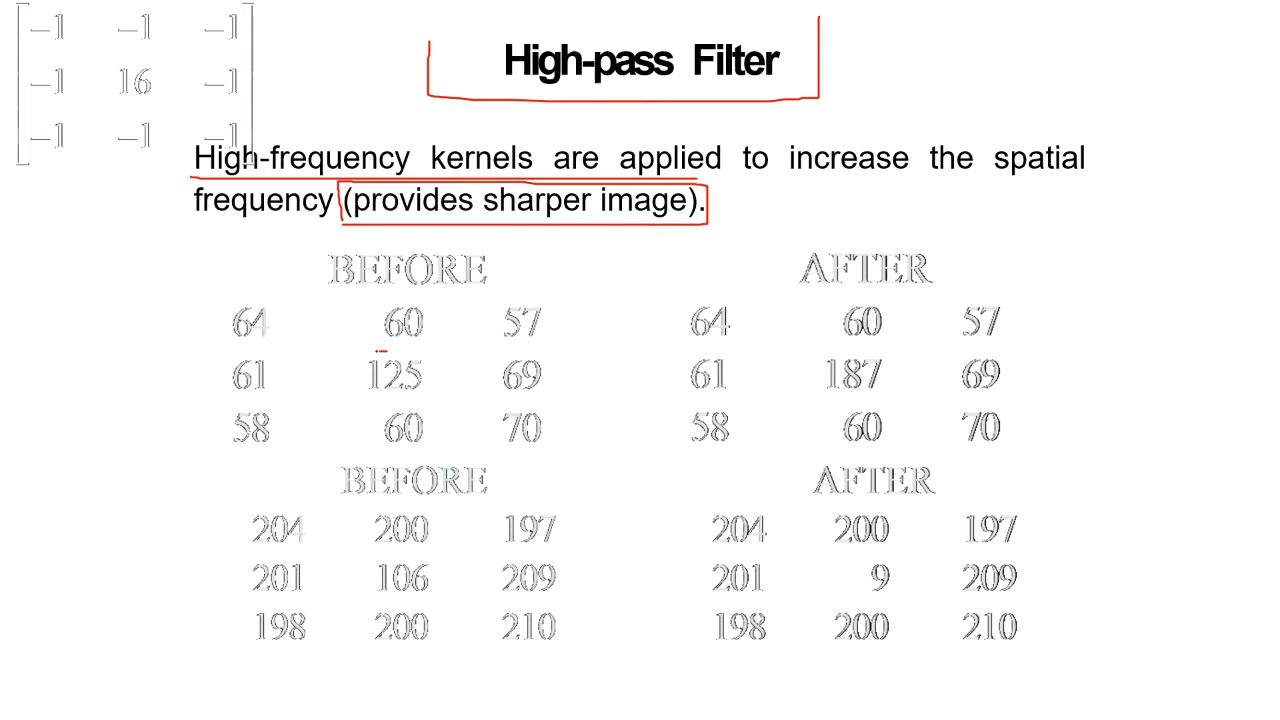 -1 -1 -1
-1 16 -1
-1 -1 -1
High-pass Filter
High-frequency kernels are applied to increase the spatial
frequency (provides sharper image).
BEFORE AFTER
64 60 57 64 60 57
61 125 69 61 187 69
58 60 70 58 60 70
BEFORE AFTER
204 200 197 204 200 197
201 106 209 201 9 209
198 200 210 198 200 210